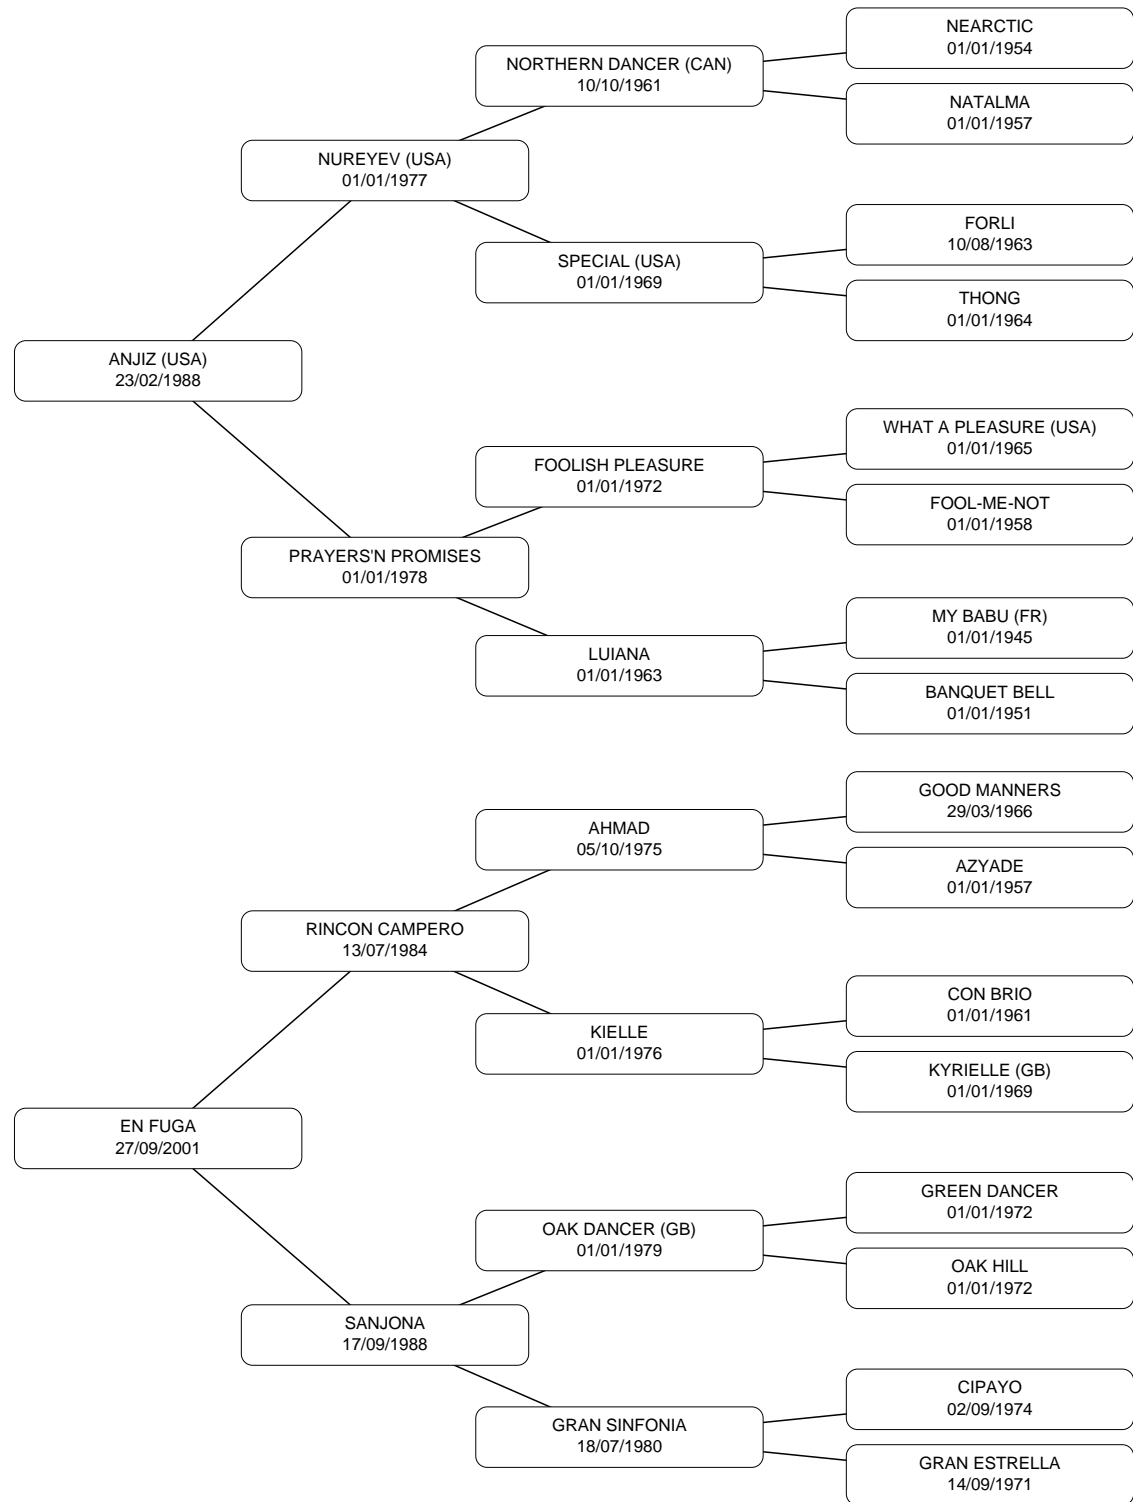 NEARCTIC
01/01/1954
NORTHERN DANCER (CAN)
10/10/1961
NATALMA
01/01/1957
NUREYEV (USA)
01/01/1977
FORLI
10/08/1963
SPECIAL (USA)
01/01/1969
THONG
01/01/1964
ANJIZ (USA)
23/02/1988
WHAT A PLEASURE (USA)
01/01/1965
FOOLISH PLEASURE
01/01/1972
FOOL-ME-NOT
01/01/1958
PRAYERS'N PROMISES
01/01/1978
MY BABU (FR)
01/01/1945
LUIANA
01/01/1963
BANQUET BELL
01/01/1951
GOOD MANNERS
29/03/1966
AHMAD
05/10/1975
AZYADE
01/01/1957
RINCON CAMPERO
13/07/1984
CON BRIO
01/01/1961
KIELLE
01/01/1976
KYRIELLE (GB)
01/01/1969
EN FUGA
27/09/2001
GREEN DANCER
01/01/1972
OAK DANCER (GB)
01/01/1979
OAK HILL
01/01/1972
SANJONA
17/09/1988
CIPAYO
02/09/1974
GRAN SINFONIA
18/07/1980
GRAN ESTRELLA
14/09/1971